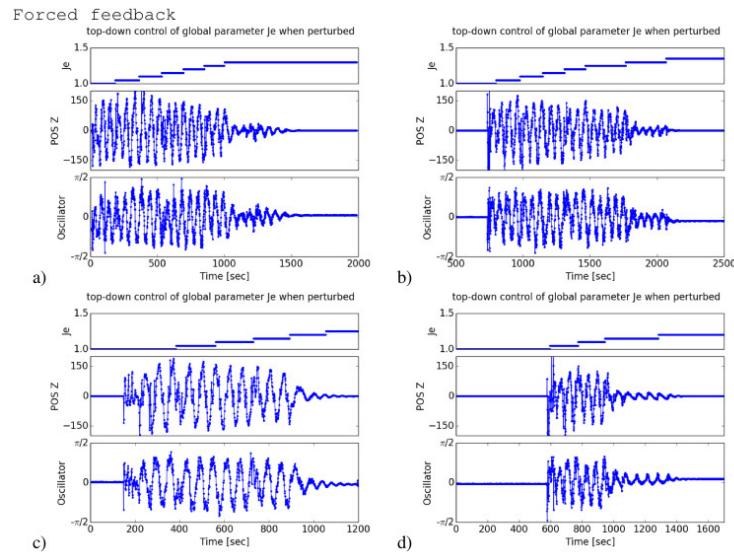 Forced feedback
top-down control of global parameter Je when perturbed
top-down control of global parameter Je when perturbed
1.5
Je
1.0
150
POS Z
0
−150
π/2
Oscillator
0
-π/2
0 500 1000 1500 2000
Time [sec]
a)
1.5
Je
1.0
150
POS Z
0
−150
π/2
Oscillator
0
-π/2
500 1000 1500 2000 2500
Time [sec]
b)
top-down control of global parameter Je when perturbed
top-down control of global parameter Je when perturbed
1.5
Je
1.0
150
POS Z
0
−150
π/2
Oscillator
0
-π/2
0 200 400 600 800 1000 1200
Time [sec]
c)
1.5
Je
1.0
150
POS Z
0
−150
π/2
Oscillator
0
-π/2
0 200 400 600 800 1000 1200 1400 1600
Time [sec]
d)